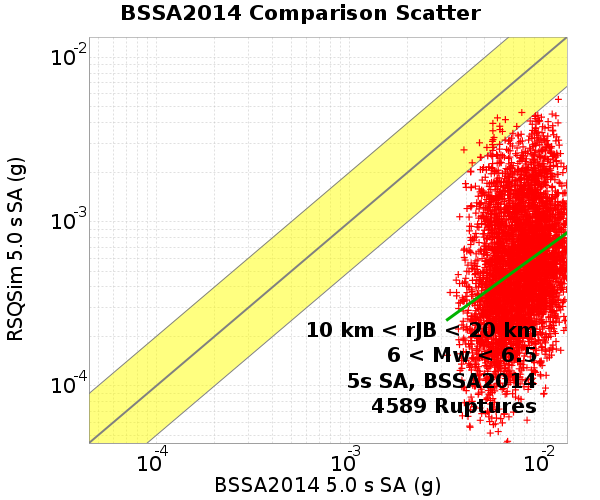 BSSA2014 Comparison Scatter
10⁻²
10⁻³
10⁻⁴
RSQSim 5.0 s SA (g)
10 km < rJB < 20 km
6 < Mw < 6.5
5s SA, BSSA2014
4589 Ruptures
10⁻⁴ 10⁻³ 10⁻²
BSSA2014 5.0 s SA (g)